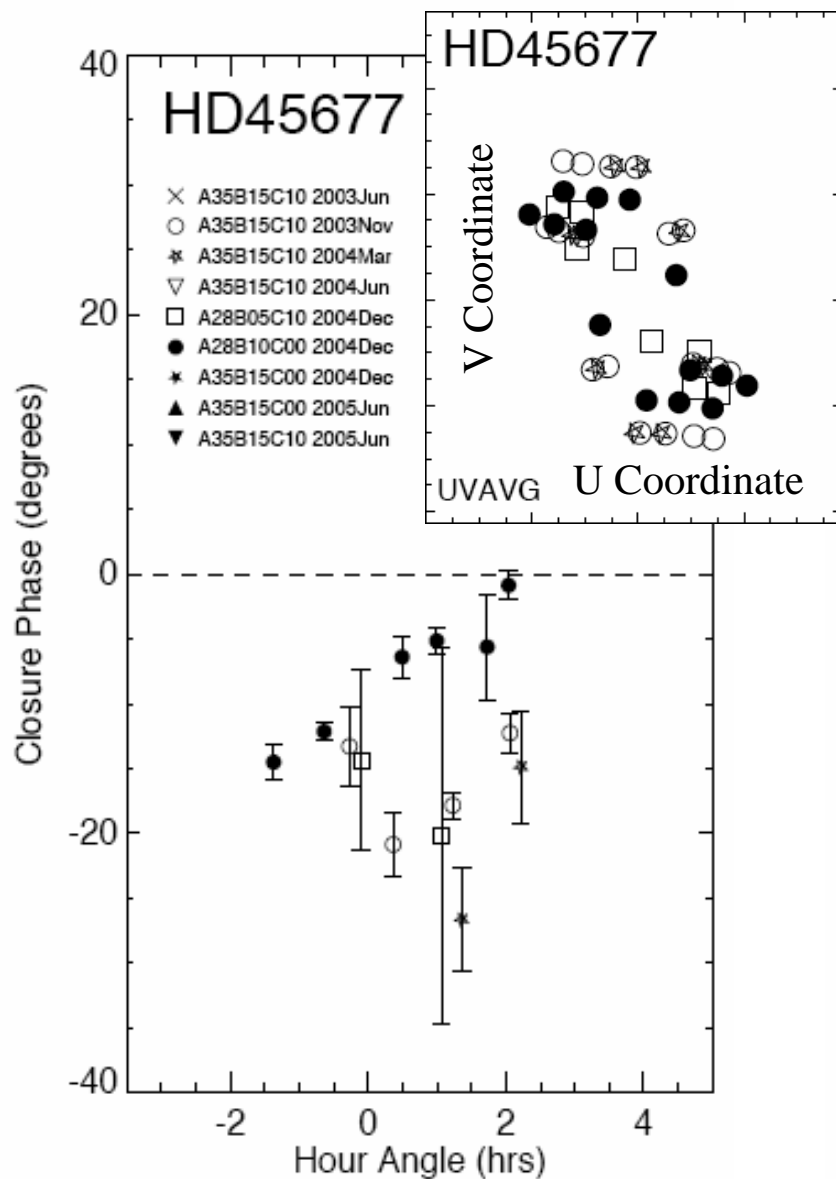 HD45677
A35B15C10 2003Jun
A35B15C10 2003Nov
A35B15C10 2004Mar
A35B15C10 2004Jun
A28B05C10 2004Dec
A28B10C00 2004Dec
A35B15C00 2004Dec
A35B15C00 2005Jun
A35B15C10 2005Jun
HD45677
V Coordinate
U Coordinate
UVAVG
Closure Phase (degrees)
40
20
0
-20
-40
-2
0
2
4
Hour Angle (hrs)